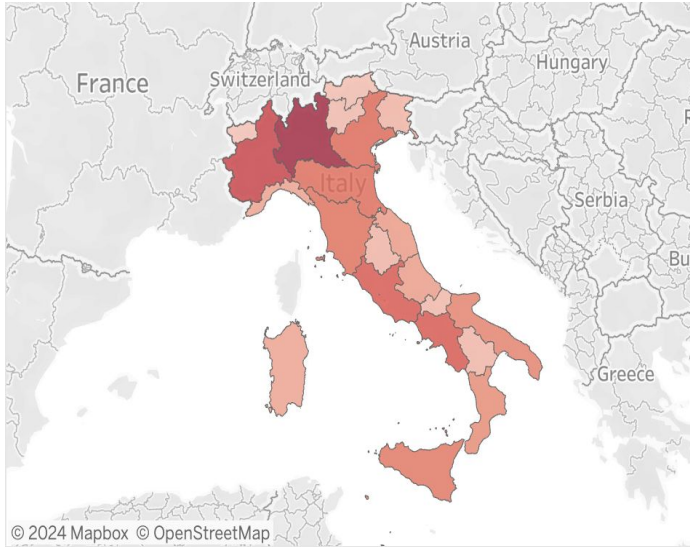 Austria
Hungary
France
Switzerland
R
Italy
Serbia
Bu
Greece
© 2024 Mapbox © OpenStreetMap